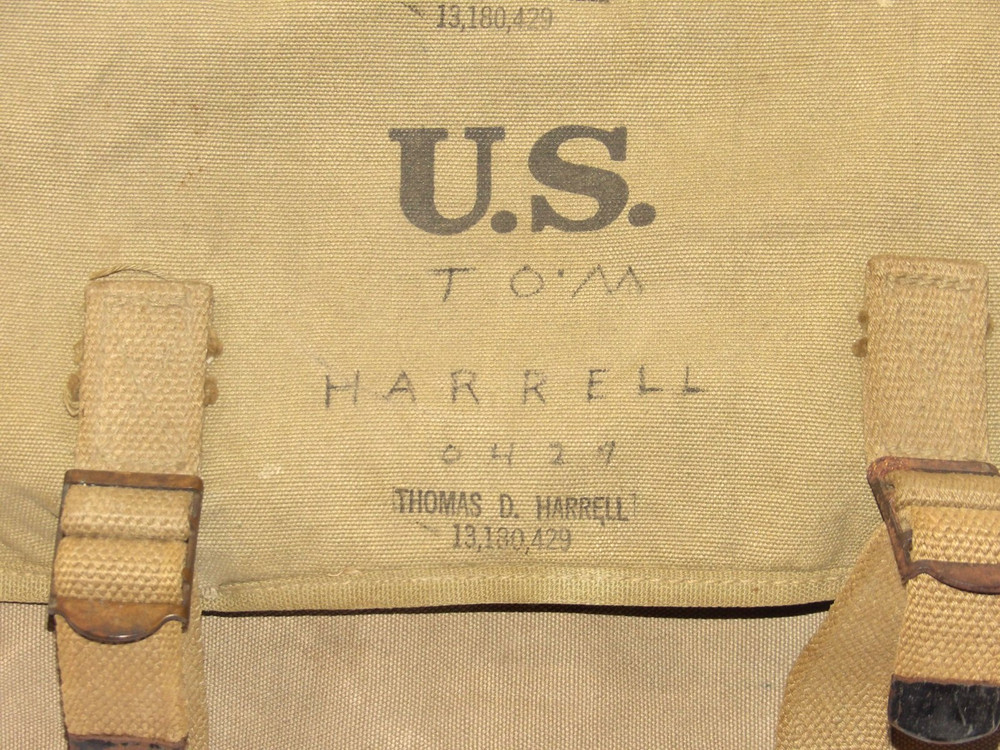 13,180,429
U.S.
TOM
HARRELL
0429
THOMAS D. HARRELL
13,180,429